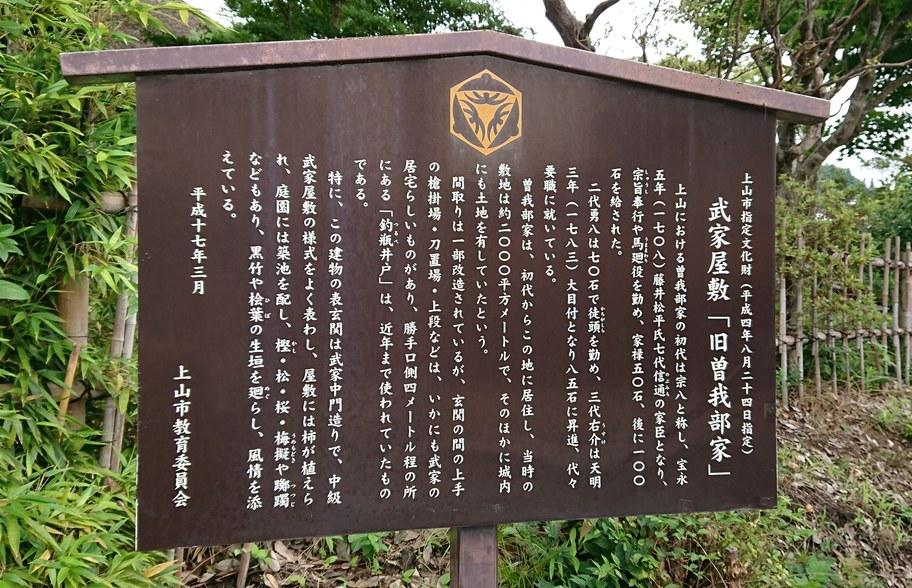 上山市指定文化財(平成四年八月二十四日指定)
武家屋敷「旧曽我部家」
上山における曽我部家の初代は宗八と称し、宝永
五年(一七〇八)藤井松平氏七代信通の家臣となり、
宗旨奉行や馬廻役を勤め、家禄五〇石、後に一〇〇
石を給された。
二代勇八は七〇石で徒頭を勤め、三代右介は天明
三年(一七八三)大目付となり八五石に昇進、代々
要職に就いている。
曽我部家は、初代からこの地に居住し、当時の
敷地は約二〇〇〇平方メートルで、そのほかに城内
にも土地を有していたという。
間取りは一部改造されているが、玄関の間の上手
の槍掛場・刀置場・上段などは、いかにも武家の
居宅らしいものがあり、勝手口側四メートル程の所
にある「釣瓶井戸」は、近年まで使われていたもの
である。
特に、この建物の表玄関は武家中門造りで、中級
武家屋敷の様式をよく表わし、屋敷には柿が植えら
れ、庭園には築池を配し、樫・松・桜・梅擬や躑躅
などもあり、黒竹や桧葉の生垣を廻らし、風情を添
えている。
平成十七年三月
上山市教育委員会